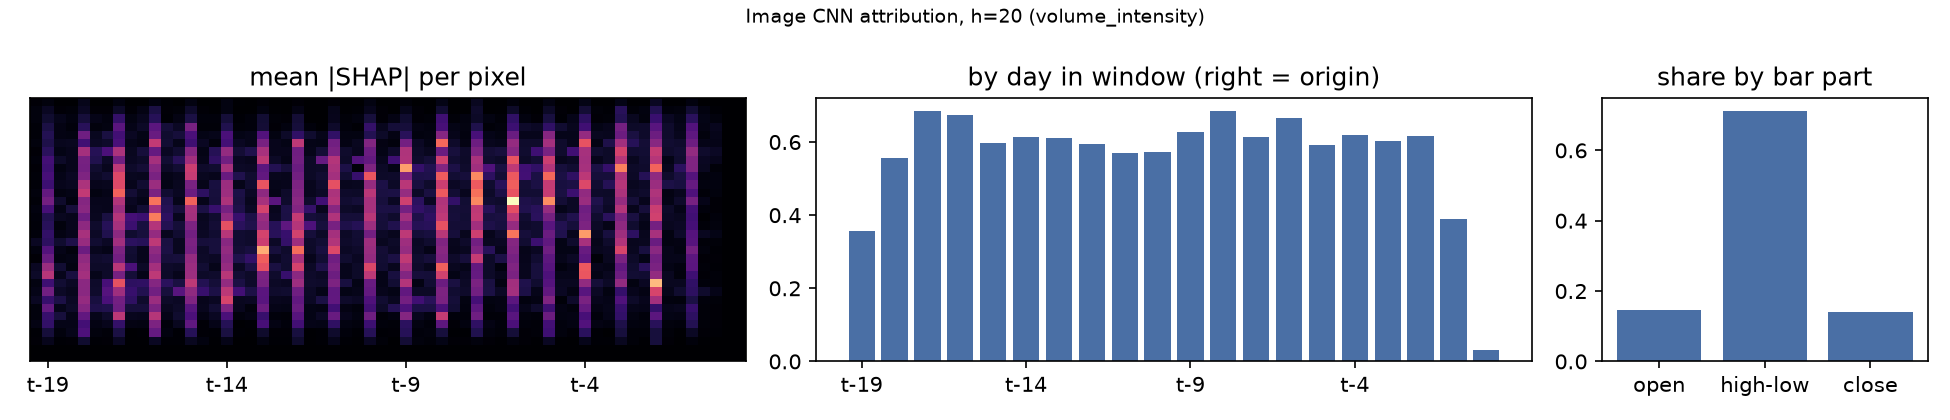 Image CNN attribution, h=20 (volume_intensity)
mean |SHAP| per pixel
t-19 t-14 t-9 t-4
by day in window (right = origin)
0.6
0.4
0.2
0.0
t-19 t-14 t-9 t-4
share by bar part
0.6
0.4
0.2
0.0
open high-low close